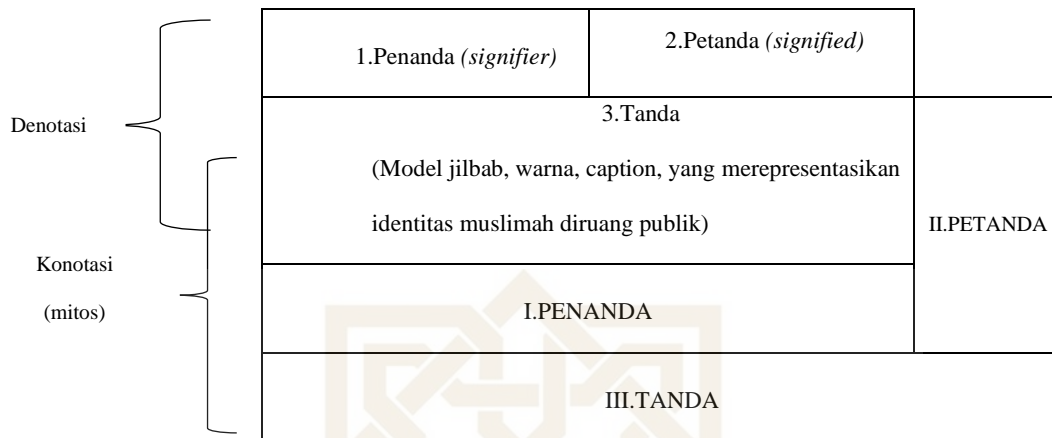 1.Penanda (signifier)
2.Petanda (signified)
Denotasi
3.Tanda
(Model jilbab, warna, caption, yang merepresentasikan
identitas muslimah diruang publik)
II.PETANDA
Konotasi
(mitos)
I.PENANDA
III.TANDA